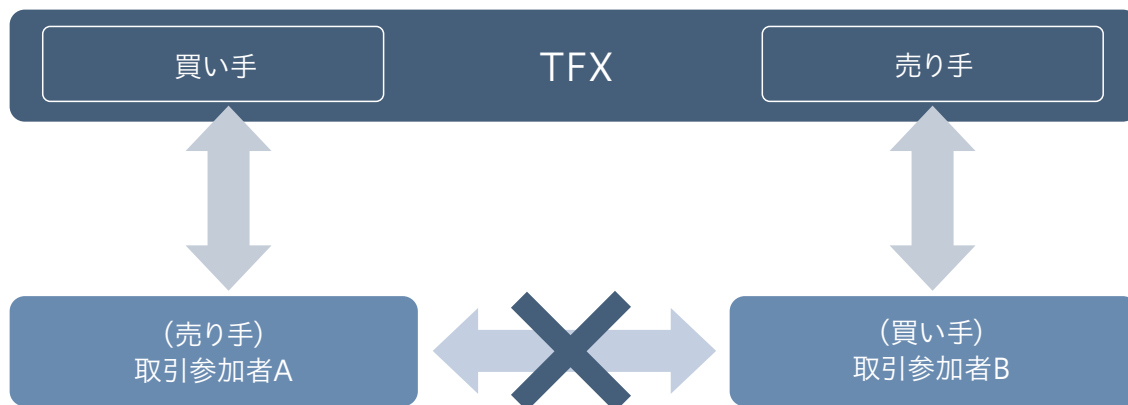 買い手
TFX
売り手
（売り手）
取引参加者A
（買い手）
取引参加者B